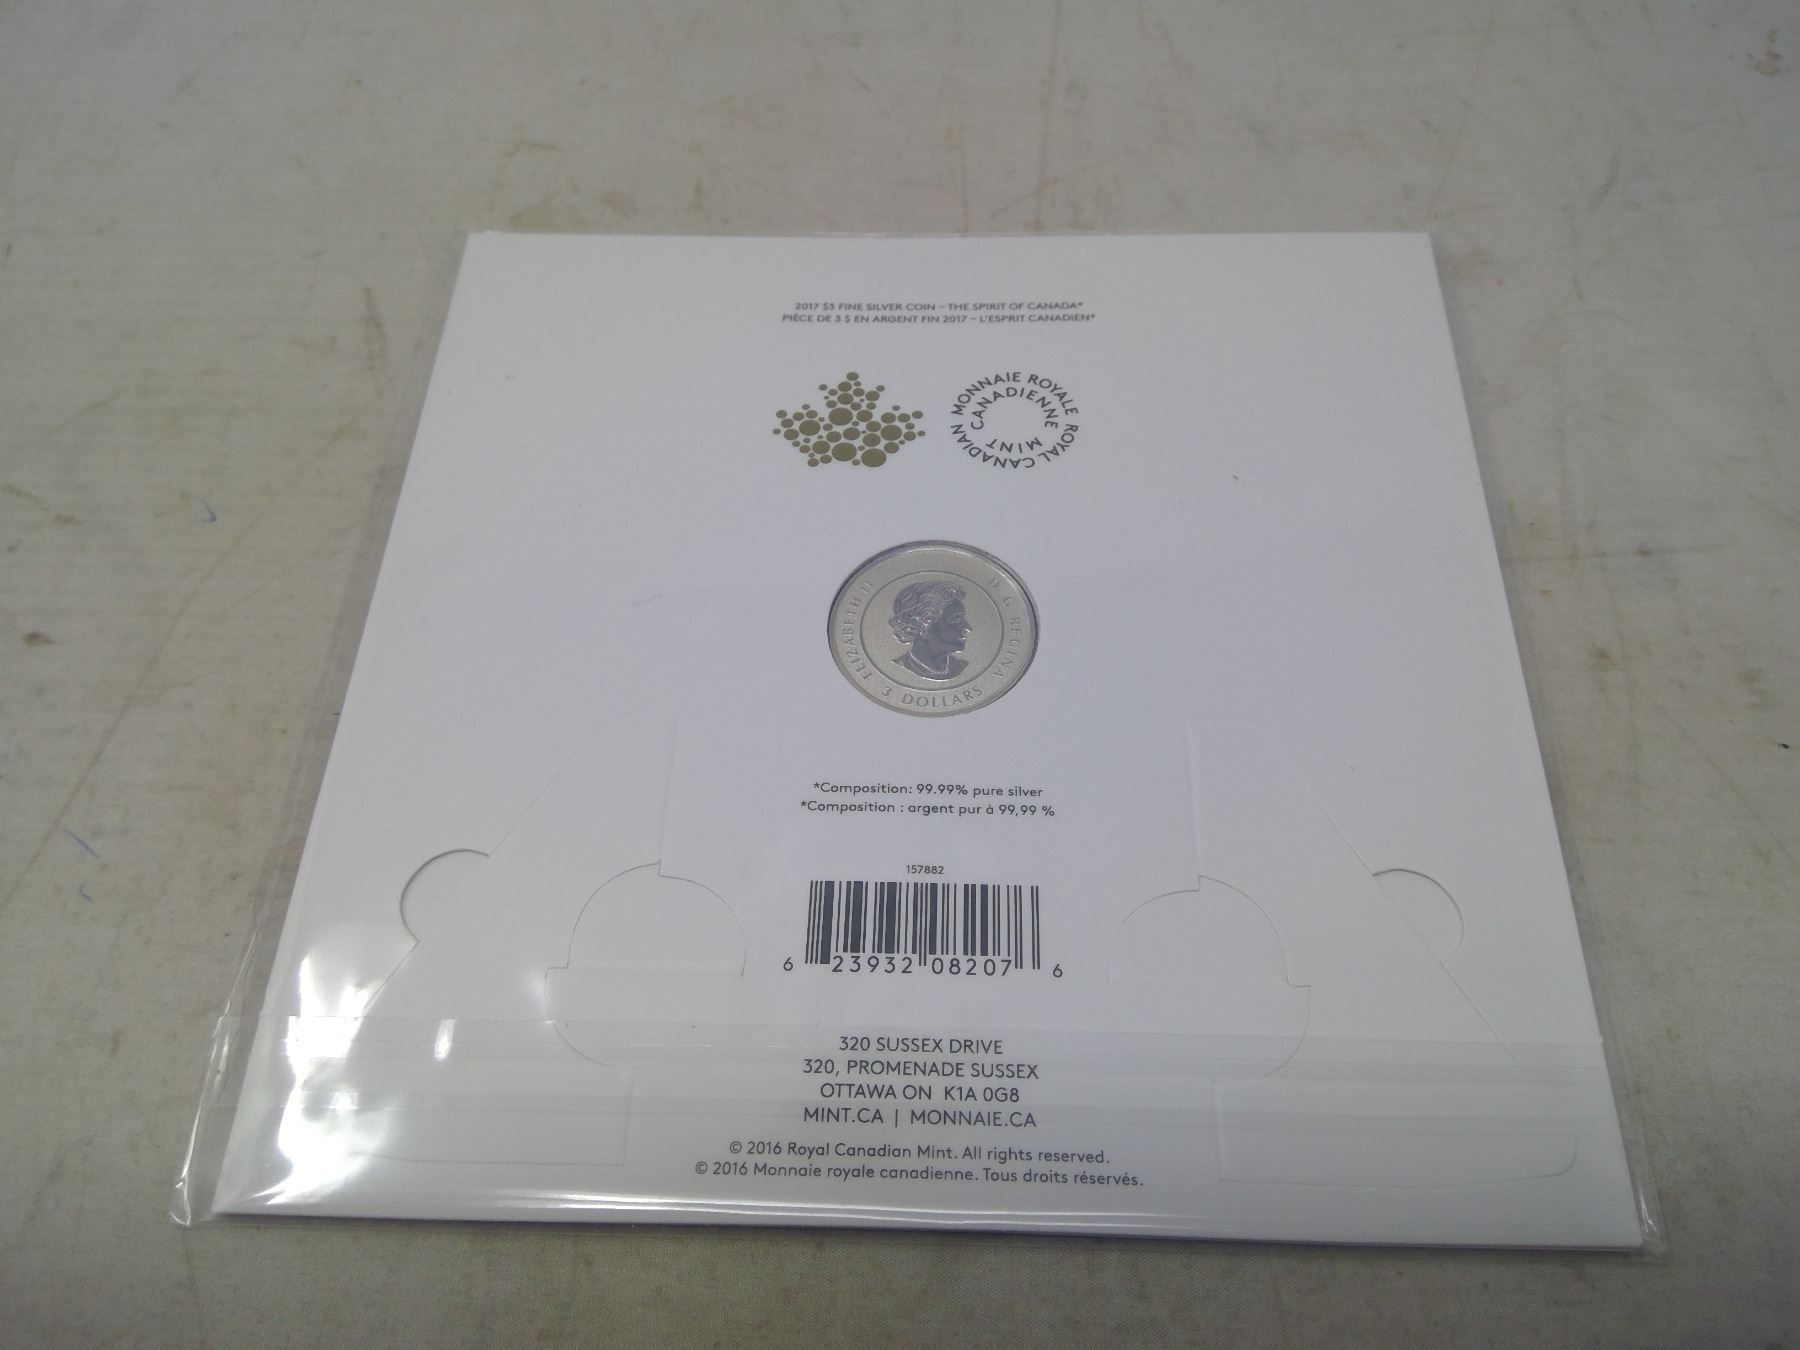 2017 $3 FINE SILVER COIN – THE SPIRIT OF CANADA*
PIÈCE DE 3 $ EN ARGENT FIN 2017 – L'ESPRIT CANADIEN*
MONNAIE ROYALE CANADIENNE
ROYAL CANADIAN MINT
ELIZABETH II D · G · REGINA
3 DOLLARS
*Composition: 99.99% pure silver
*Composition : argent pur à 99,99 %
157882
6 23932 08207 6
320 SUSSEX DRIVE
320, PROMENADE SUSSEX
OTTAWA ON K1A 0G8
MINT.CA | MONNAIE.CA
© 2016 Royal Canadian Mint. All rights reserved.
© 2016 Monnaie royale canadienne. Tous droits réservés.